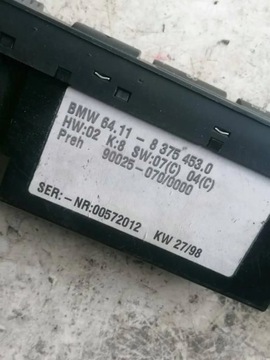 BMW 64.11 - 8 375 453.0
HW:02 K:8 SW:07(C) 04(C)
Preh 90025-070/0000
SER:-NR:00572012 KW 27/98